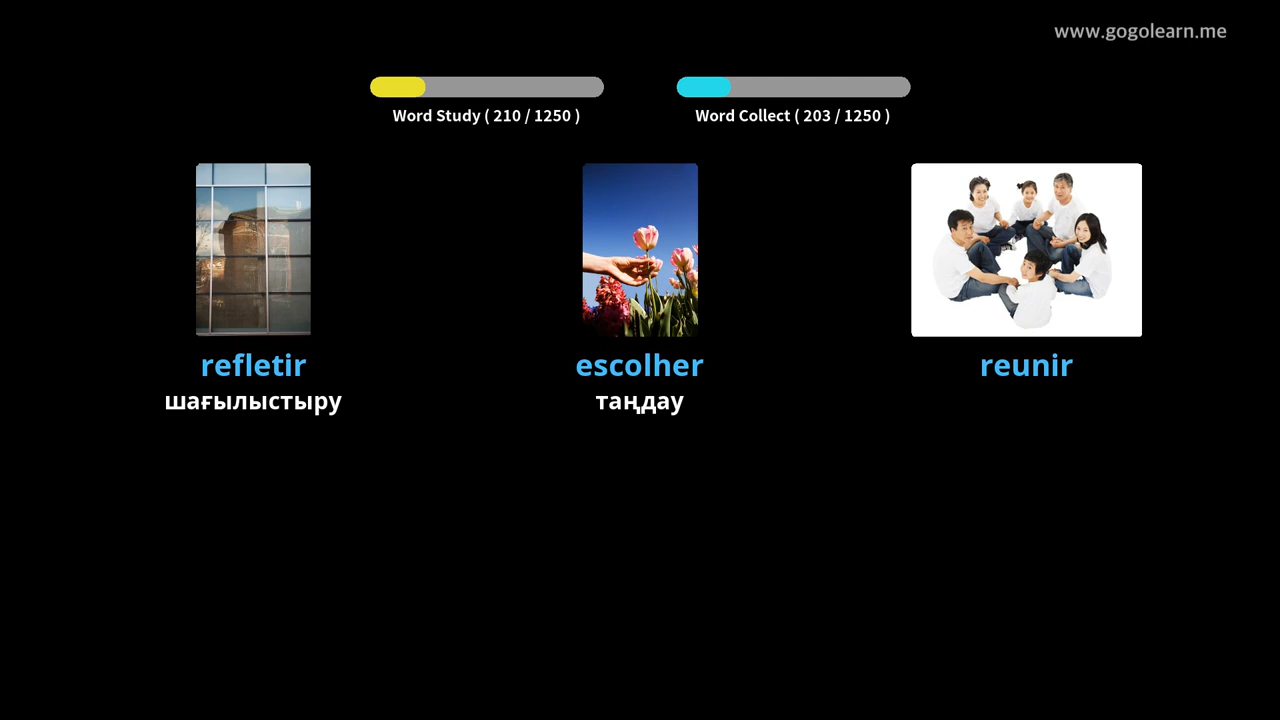 www.gogolearn.me
Word Study ( 210 / 1250 )
Word Collect ( 203 / 1250 )
refletir
шағылыстыру
escolher
таңдау
reunir